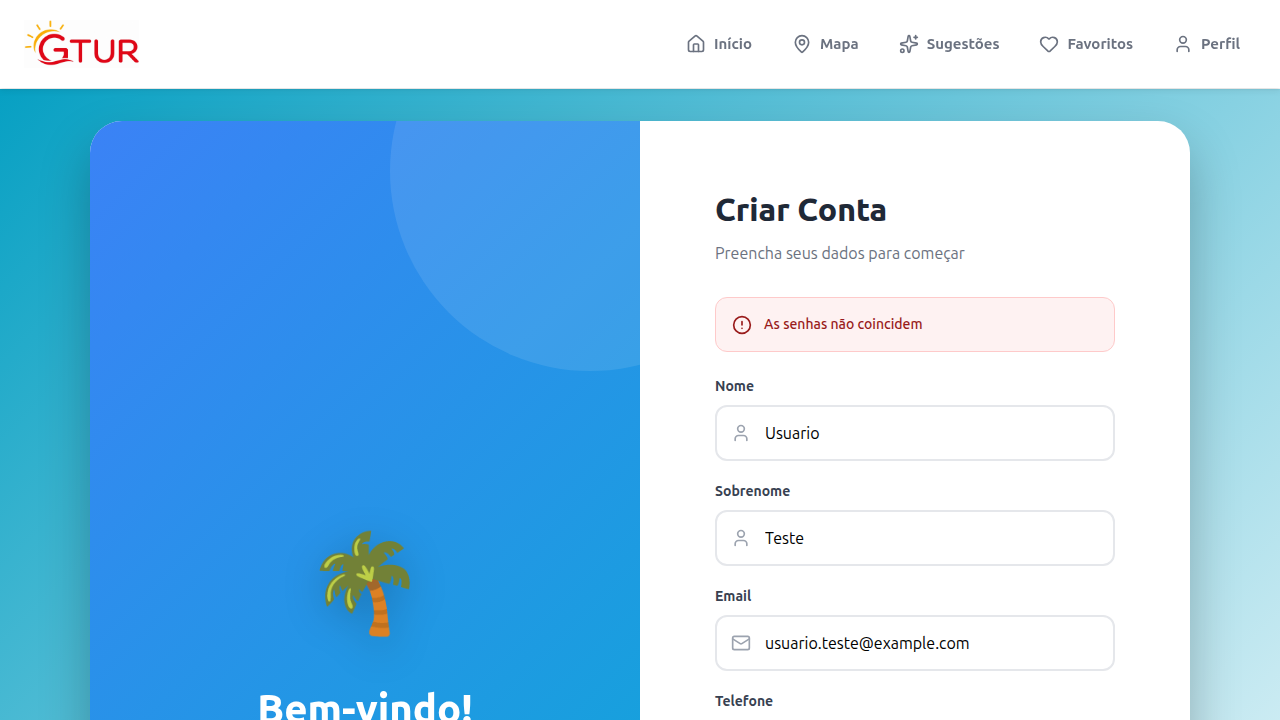 GTUR
Início
Mapa
Sugestões
Favoritos
Perfil
Bem-vindo!
Criar Conta
Preencha seus dados para começar
As senhas não coincidem
Nome
Usuario
Sobrenome
Teste
Email
usuario.teste@example.com
Telefone